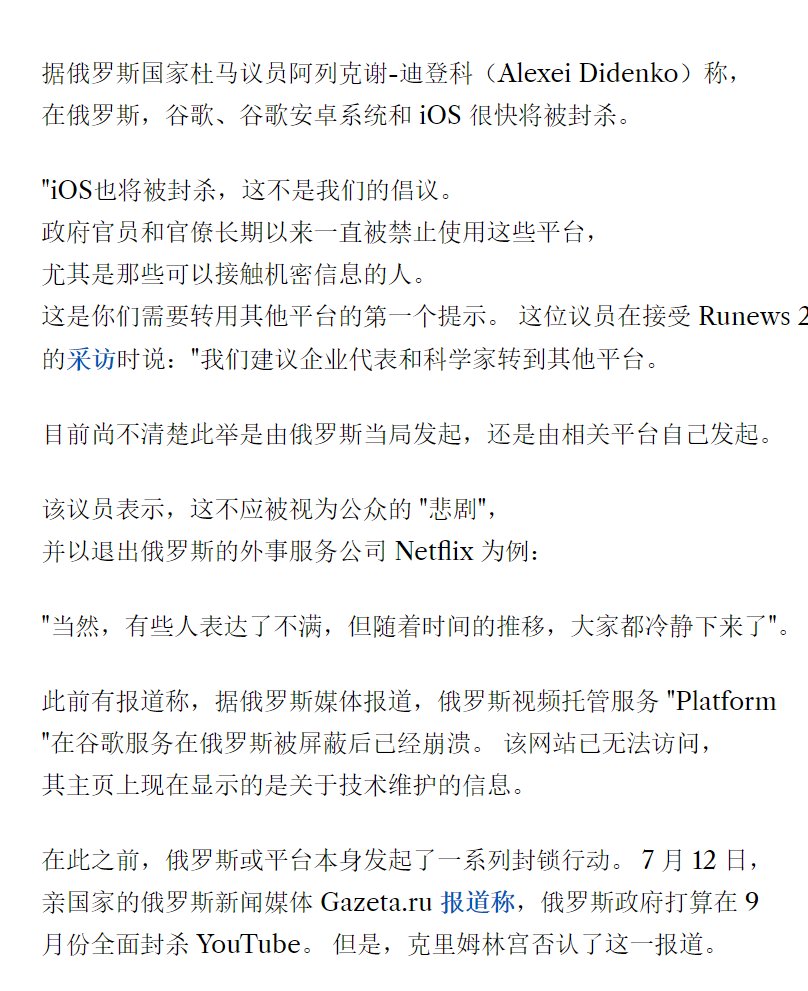 据俄罗斯国家杜马议员阿列克谢-迪登科（Alexei Didenko）称，
在俄罗斯，谷歌、谷歌安卓系统和 iOS 很快将被封杀。
"iOS也将被封杀，这不是我们的倡议。
政府官员和官僚长期以来一直被禁止使用这些平台，
尤其是那些可以接触机密信息的人。
这是你们需要转用其他平台的第一个提示。 这位议员在接受 Runews 2
的采访时说："我们建议企业代表和科学家转到其他平台。
目前尚不清楚此举是由俄罗斯当局发起，还是由相关平台自己发起。
该议员表示，这不应被视为公众的 "悲剧"，
并以退出俄罗斯的外事服务公司 Netflix 为例：
"当然，有些人表达了不满，但随着时间的推移，大家都冷静下来了"。
此前有报道称，据俄罗斯媒体报道，俄罗斯视频托管服务 "Platform
"在谷歌服务在俄罗斯被屏蔽后已经崩溃。 该网站已无法访问，
其主页上现在显示的是关于技术维护的信息。
在此之前，俄罗斯或平台本身发起了一系列封锁行动。 7 月 12 日，
亲国家的俄罗斯新闻媒体 Gazeta.ru 报道称，俄罗斯政府打算在 9
月份全面封杀 YouTube。 但是，克里姆林宫否认了这一报道。